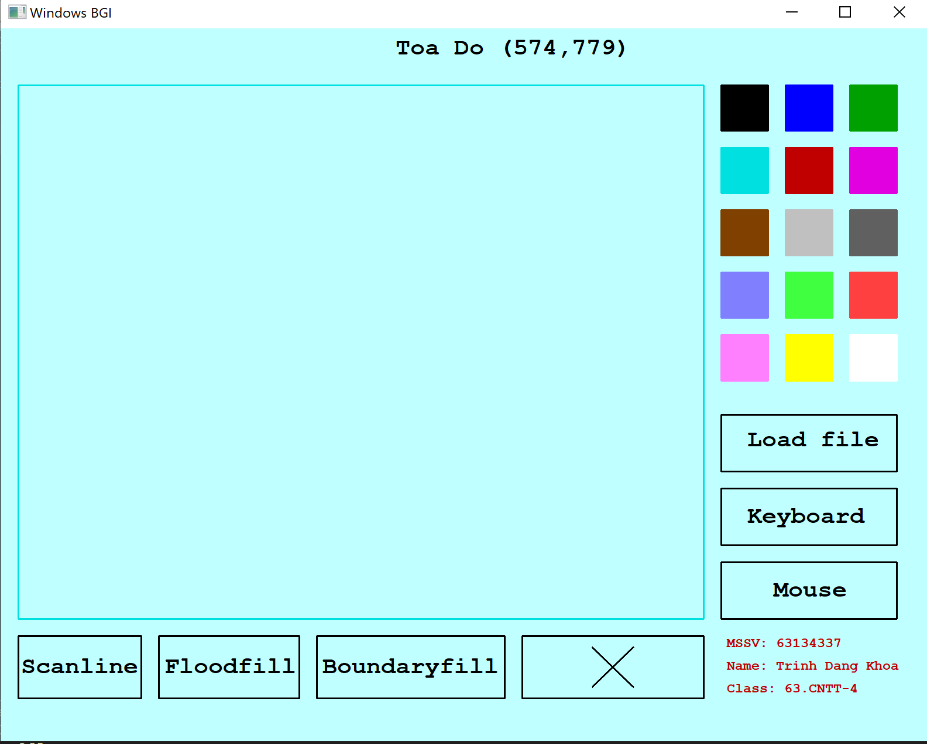 Windows BGI
Toa Do (574,779)
Load file
Keyboard
Mouse
Scanline
Floodfill
Boundaryfill
MSSV: 63134337
Name: Trinh Dang Khoa
Class: 63.CNTT-4